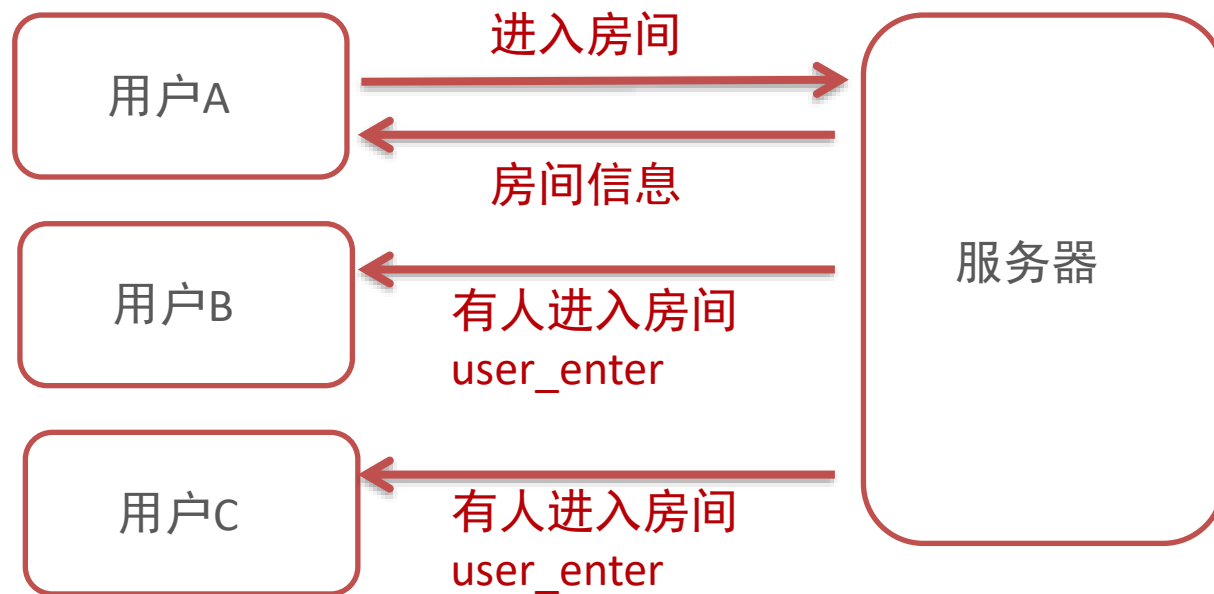 进入房间
用户A
房间信息
服务器
用户B
有人进入房间
user_enter
用户C
有人进入房间
user_enter